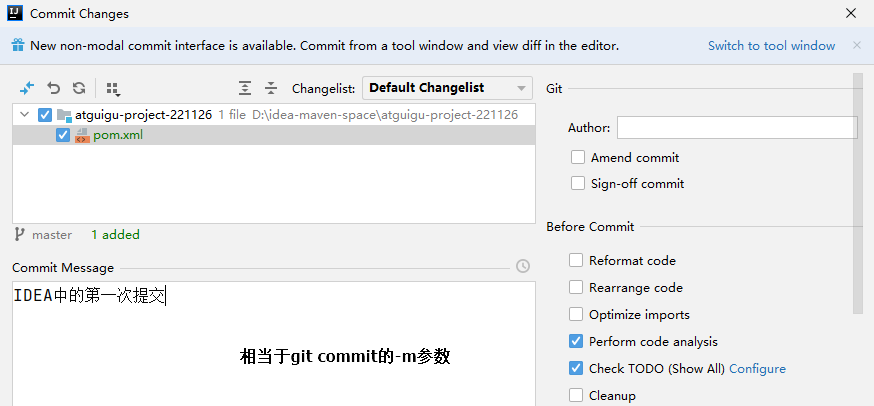 Commit Changes
New non-modal commit interface is available. Commit from a tool window and view diff in the editor. Switch to tool window
Changelist: Default Changelist
atguigu-project-221126 1 file D:\idea-maven-space\atguigu-project-221126
pom.xml
master 1 added
Commit Message
IDEA中的第一次提交
相当于git commit的-m参数
Git
Author:
Amend commit
Sign-off commit
Before Commit
Reformat code
Rearrange code
Optimize imports
Perform code analysis
Check TODO (Show All) Configure
Cleanup